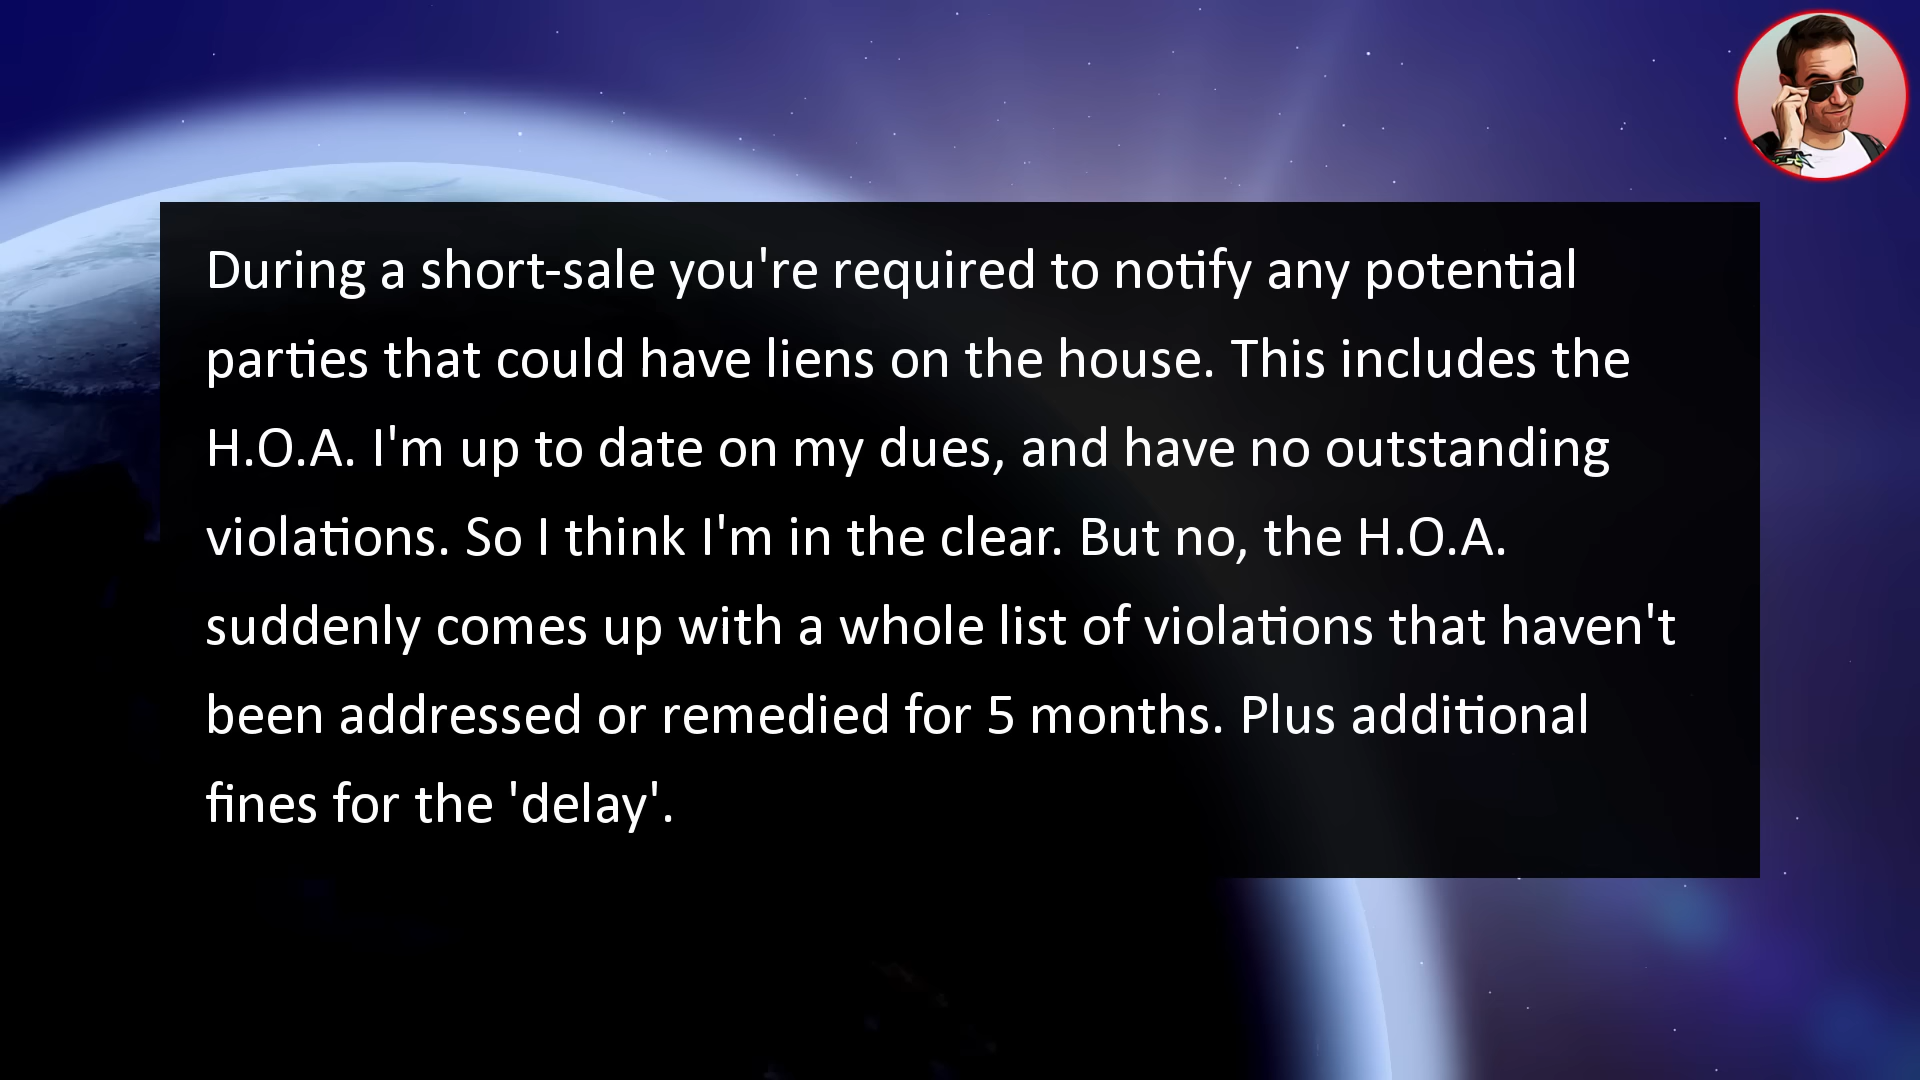 During a short-sale you're required to notify any potential
parties that could have liens on the house. This includes the
H.O.A. I'm up to date on my dues, and have no outstanding
violations. So I think I'm in the clear. But no, the H.O.A.
suddenly comes up with a whole list of violations that haven't
been addressed or remedied for 5 months. Plus additional
fines for the 'delay'.